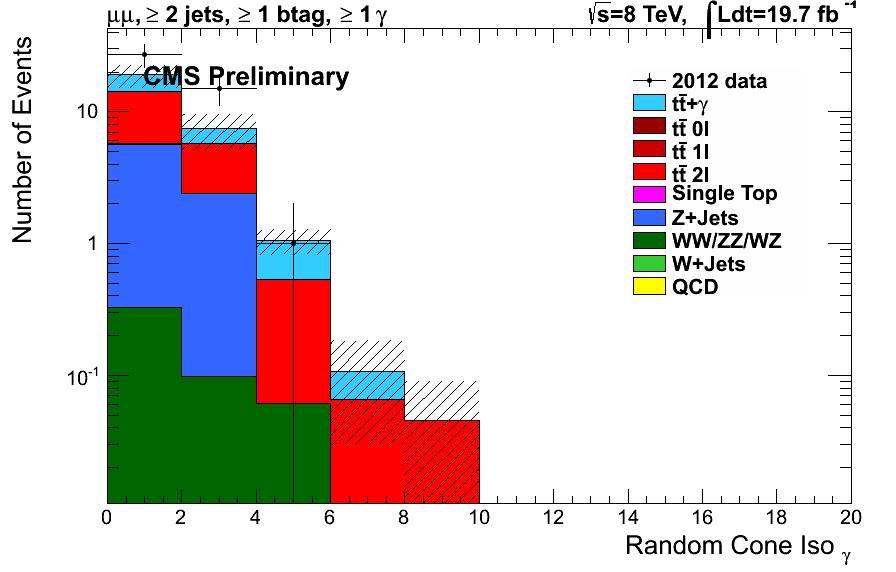 μμ, ≥ 2 jets, ≥ 1 btag, ≥ 1 γ
√s=8 TeV, ∫Ldt=19.7 fb⁻¹
CMS Preliminary
2012 data
tt̄+γ
tt̄ 0l
tt̄ 1l
tt̄ 2l
Single Top
Z+Jets
WW/ZZ/WZ
W+Jets
QCD
Number of Events
10
1
10⁻¹
0 2 4 6 8 10 12 14 16 18 20
Random Cone Iso γ